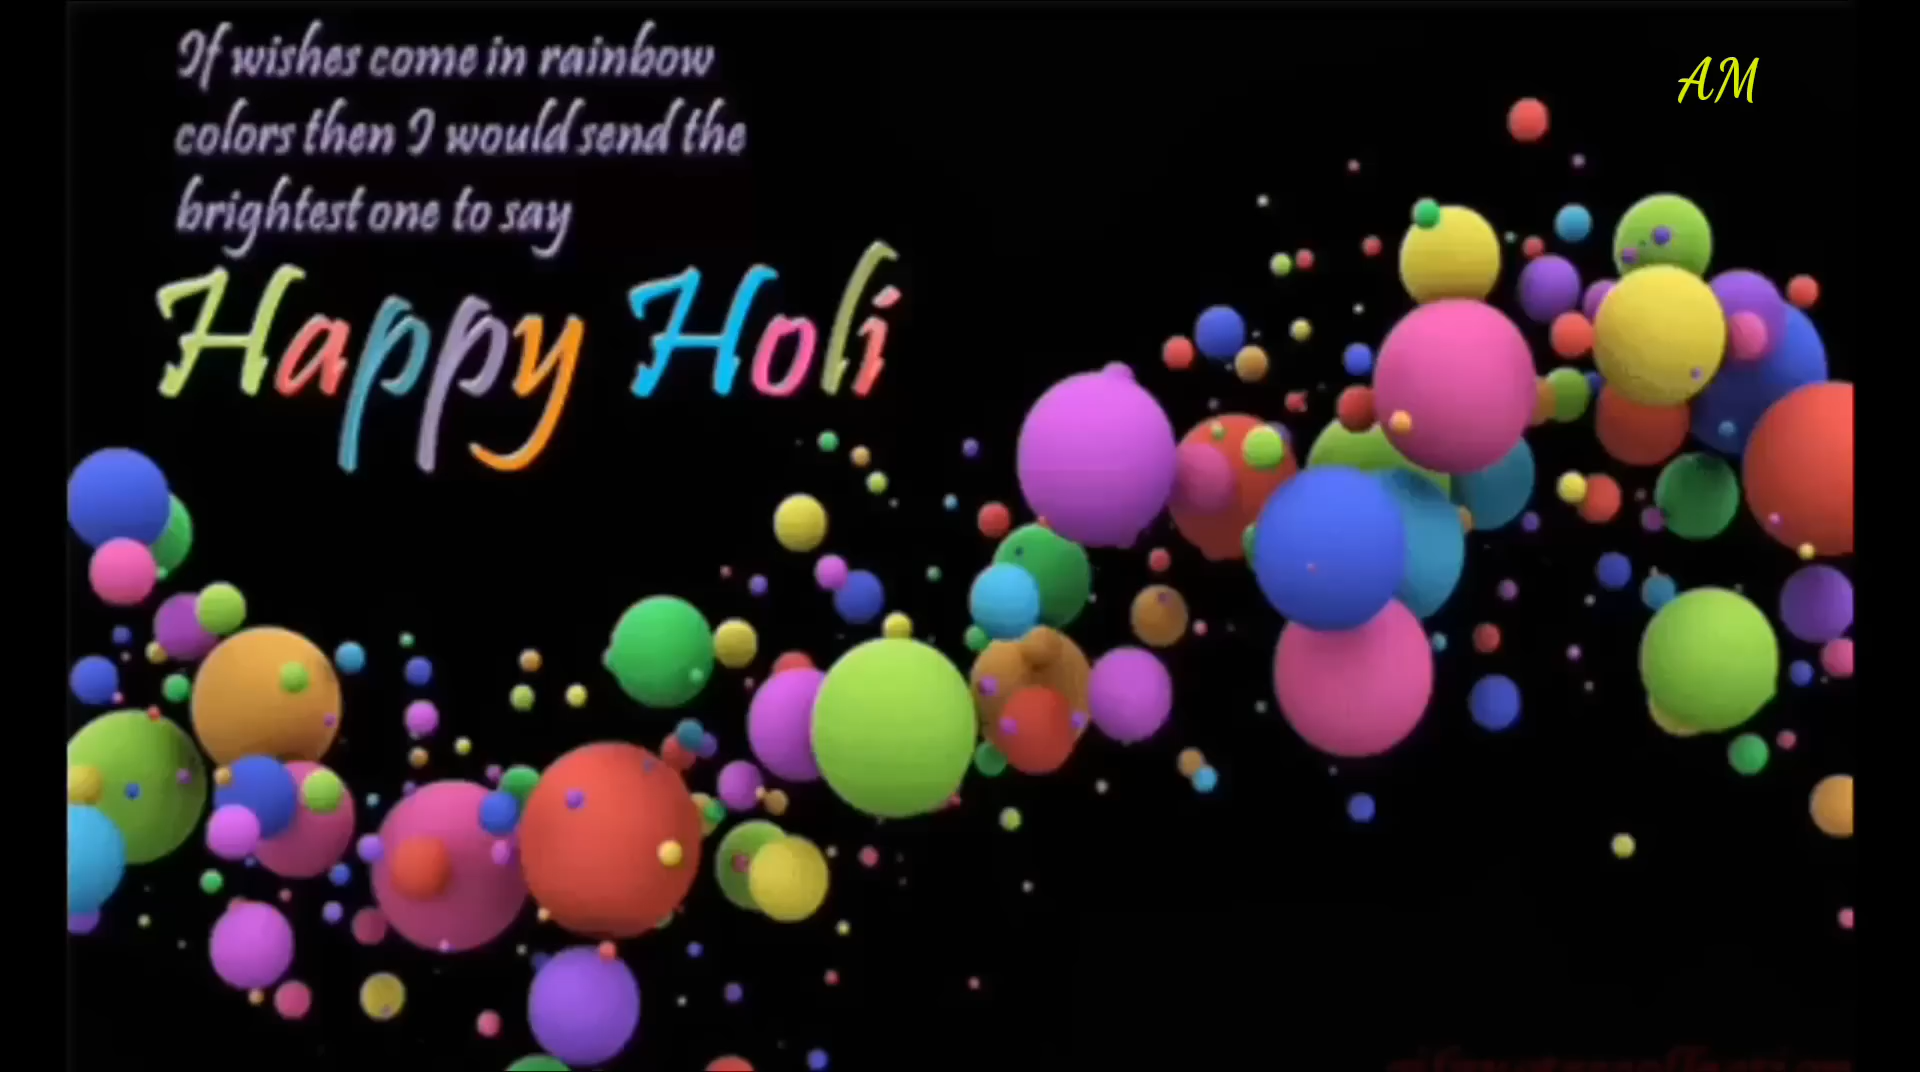 If wishes come in rainbow
colors then I would send the
brightest one to say
Happy Holi
AM